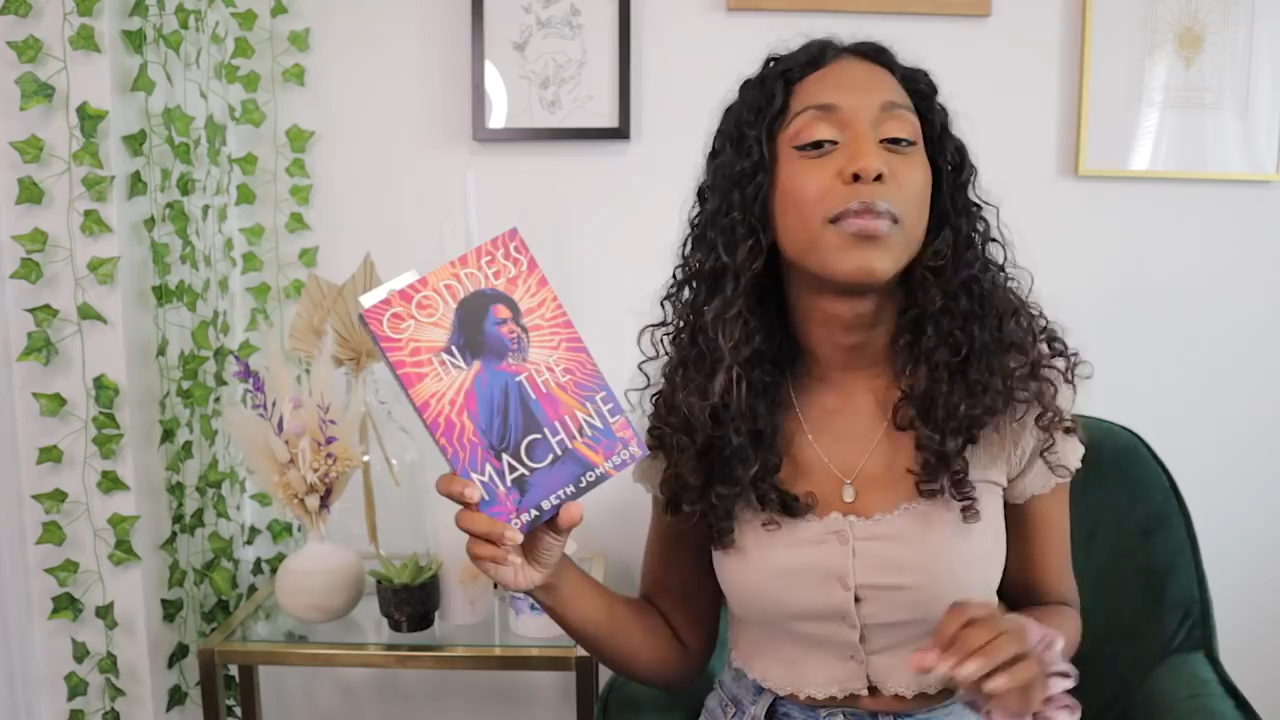 GODDESS
IN
THE
MACHINE
ORA BETH JOHNSON